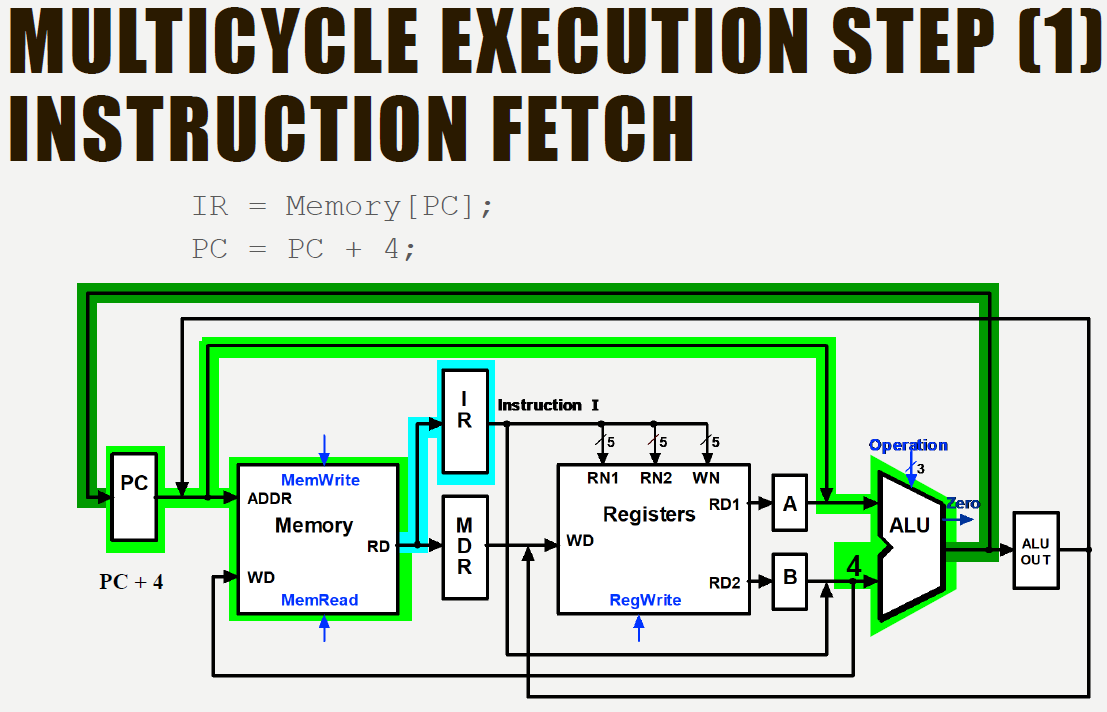 MULTICYCLE EXECUTION STEP (1)
INSTRUCTION FETCH
IR = Memory[PC];
PC = PC + 4;
I
R
Instruction I
5
5
5
Operation
3
PC
MemWrite
ADDR
Memory
RD
WD
MemRead
M
D
R
RN1
RN2
WN
RD1
Registers
WD
RD2
RegWrite
A
B
4
ALU
Zero
ALU
OUT
PC + 4